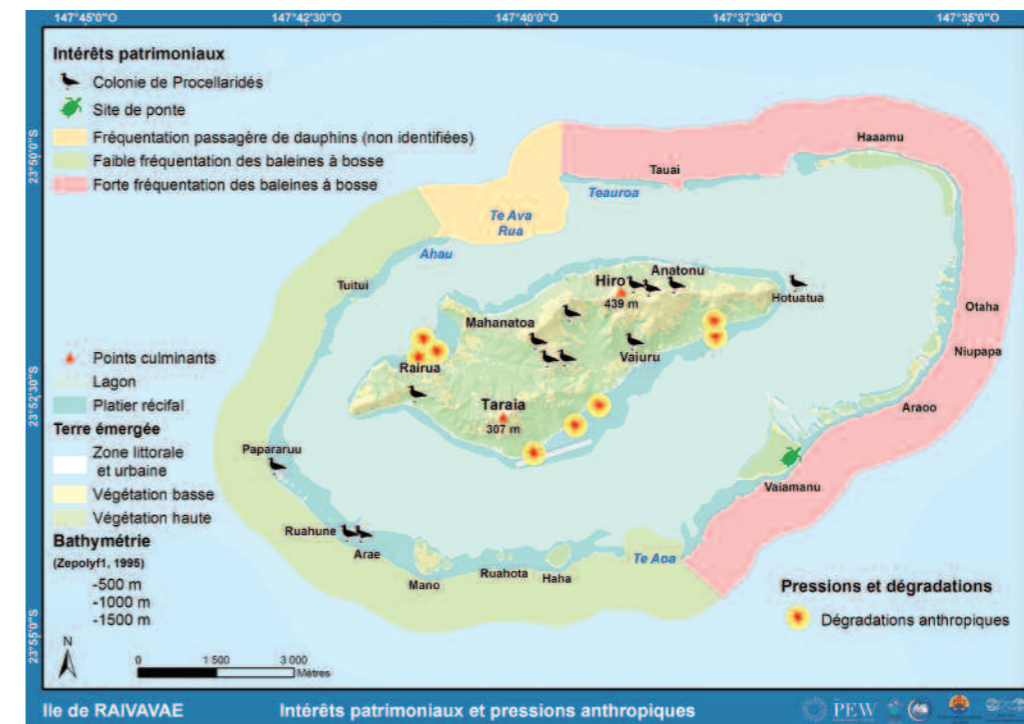 147°45'0"O 147°42'30"O 147°40'0"O 147°37'30"O 147°35'0"O
Intérêts patrimoniaux
Colonie de Procellaridés
Site de ponte
Fréquentation passagère de dauphins (non identifiées)
Faible fréquentation des baleines à bosse
Forte fréquentation des baleines à bosse
23°50'0"S
Haaamu
Tauai
Teauroa
Te Ava
Rua
Ahau
Tuitui
Anatonu
Hiro
439 m
Hotuatua
Otaha
Mahanatoa
Niupapa
Vaiuru
Points culminants
Rairua
Lagon
23°52'30"S
Platier récifal
Taraia
307 m
Araoo
Terre émergée
Zone littorale
et urbaine
Papararuu
Végétation basse
Vaiamanu
Végétation haute
Ruahune
Arae
Bathymétrie
(Zepolyf1, 1995)
Te Aoa
Ruahota
Haha
Mano
-500 m
-1000 m
-1500 m
Pressions et dégradations
Dégradations anthropiques
23°55'0"S
N
0 1 500 3 000
Mètres
Ile de RAIVAVAE Intérêts patrimoniaux et pressions anthropiques PEW